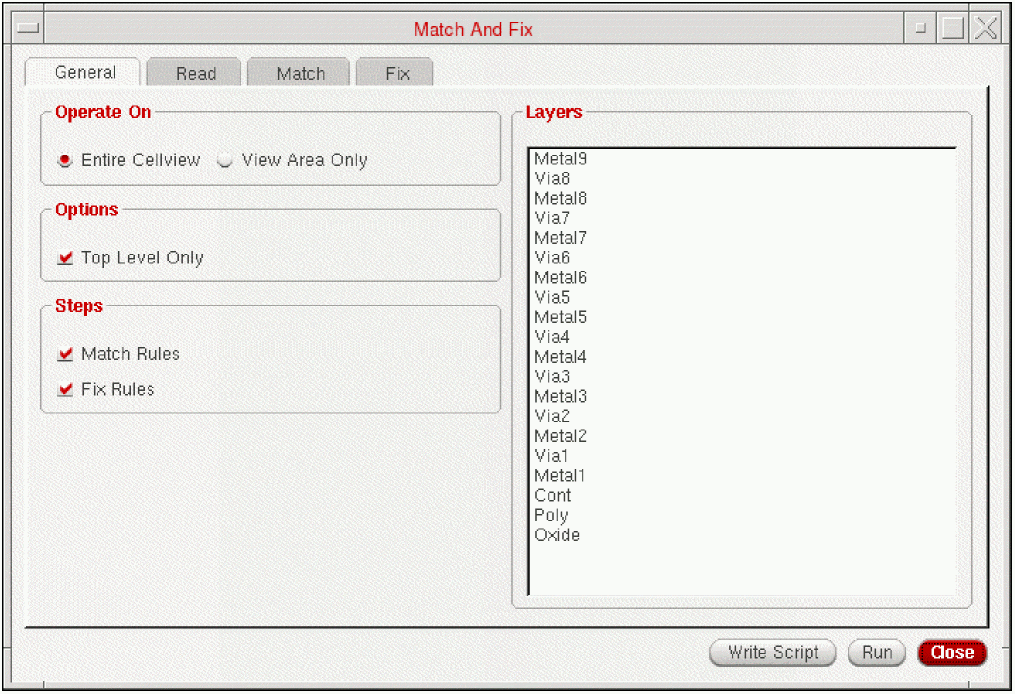 Match And Fix
General Read Match Fix
Operate On
Entire Cellview View Area Only
Options
Top Level Only
Steps
Match Rules
Fix Rules
Layers
Metal9
Via8
Metal8
Via7
Metal7
Via6
Metal6
Via5
Metal5
Via4
Metal4
Via3
Metal3
Via2
Metal2
Via1
Metal1
Cont
Poly
Oxide
Write Script Run Close